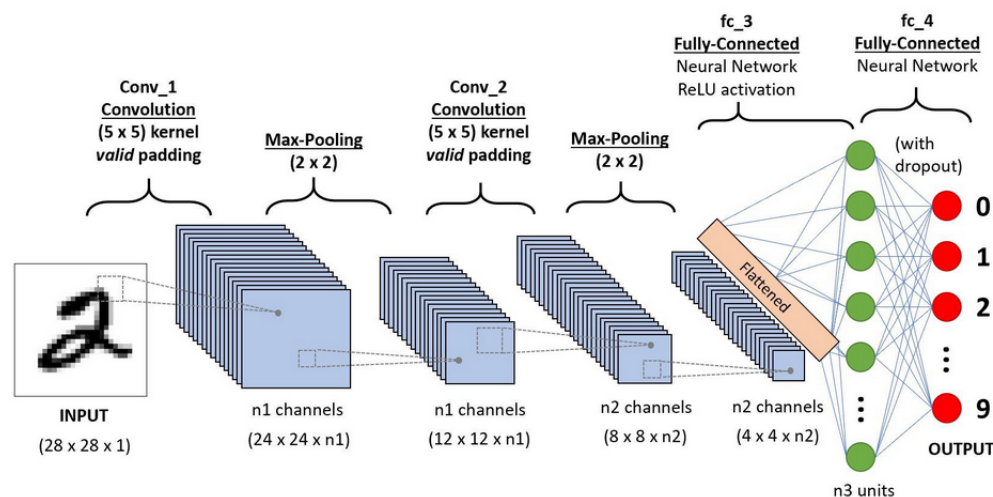 fc_3
Fully-Connected
Neural Network
ReLU activation
fc_4
Fully-Connected
Neural Network
Conv_1
Convolution
(5 x 5) kernel
valid padding
Max-Pooling
(2 x 2)
Conv_2
Convolution
(5 x 5) kernel
valid padding
Max-Pooling
(2 x 2)
(with
dropout)
Flattened
0
1
2
9
INPUT
(28 x 28 x 1)
n1 channels
(24 x 24 x n1)
n1 channels
(12 x 12 x n1)
n2 channels
(8 x 8 x n2)
n2 channels
(4 x 4 x n2)
OUTPUT
n3 units
2